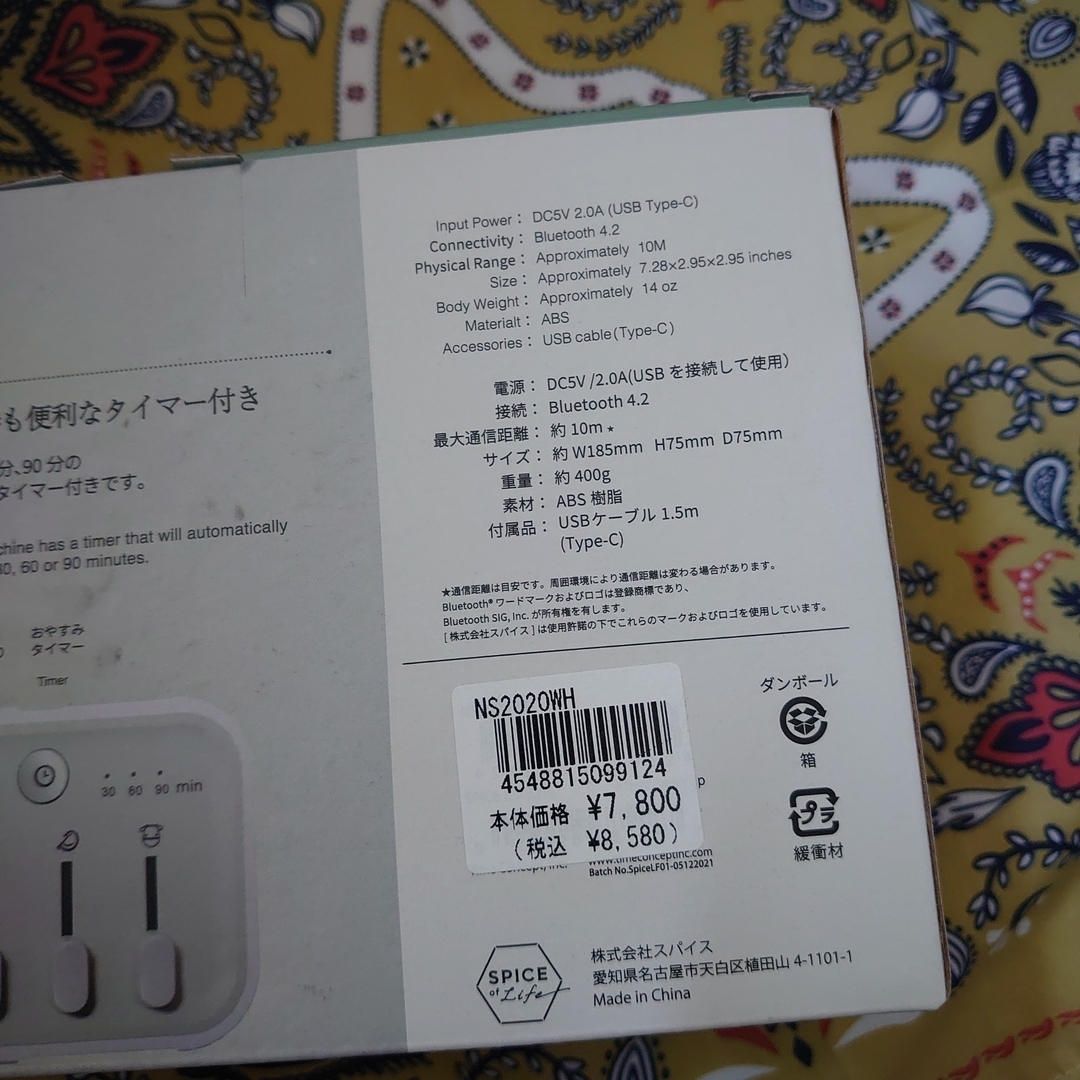 も便利なタイマー付き
分、90 分の
タイマー付きです。
chine has a timer that will automatically
30, 60 or 90 minutes.
おやすみ
タイマー
Timer
30 60 90 min
Input Power : DC5V 2.0A (USB Type-C)
Connectivity : Bluetooth 4.2
Physical Range : Approximately 10M
Size : Approximately 7.28×2.95×2.95 inches
Body Weight : Approximately 14 oz
Materialt : ABS
Accessories : USB cable(Type-C)
電源 : DC5V /2.0A(USB を接続して使用)
接続 : Bluetooth 4.2
最大通信距離 : 約 10m ★
サイズ : 約 W185mm H75mm D75mm
重量 : 約 400g
素材 : ABS 樹脂
付属品 : USBケーブル 1.5m
(Type-C)
★通信距離は目安です。周囲環境により通信距離は変わる場合があります。
Bluetooth® ワードマークおよびロゴは登録商標であり、
Bluetooth SIG, Inc. が所有権を有します。
[ 株式会社スパイス ] は使用許諾の下でこれらのマークおよびロゴを使用しています。
NS2020WH
4548815099124
本体価格 ¥7,800
(税込 ¥8,580)
p
www.timeconceptinc.com
Batch No.SpiceLF01-05122021
ダンボール
箱
プラ
緩衝材
SPICE
of Life
株式会社スパイス
愛知県名古屋市天白区植田山 4-1101-1
Made in China